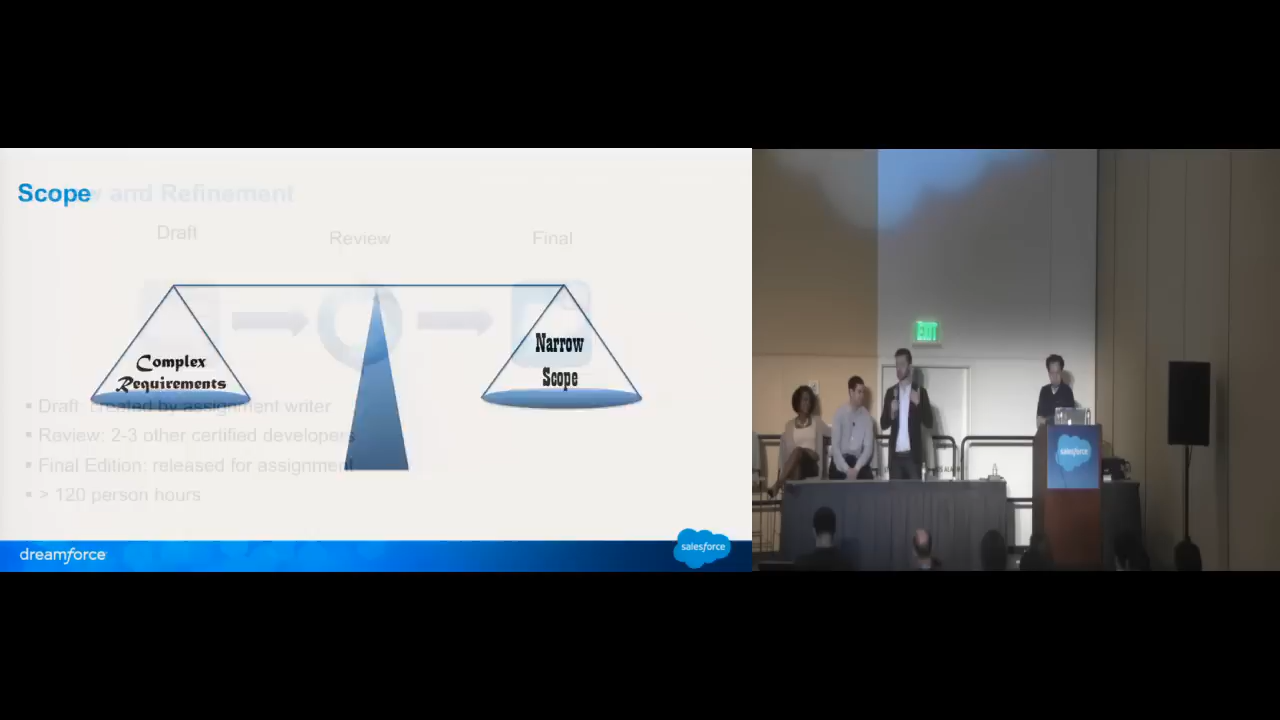 Scope
and Refinement
Draft
Review
Final
Complex
Requirements
Narrow
Scope
Draft: created by assignment writer
Review: 2-3 other certified developers
Final Edition: released for assignment
> 120 person hours
dreamforce
salesforce
EXIT
salesforce